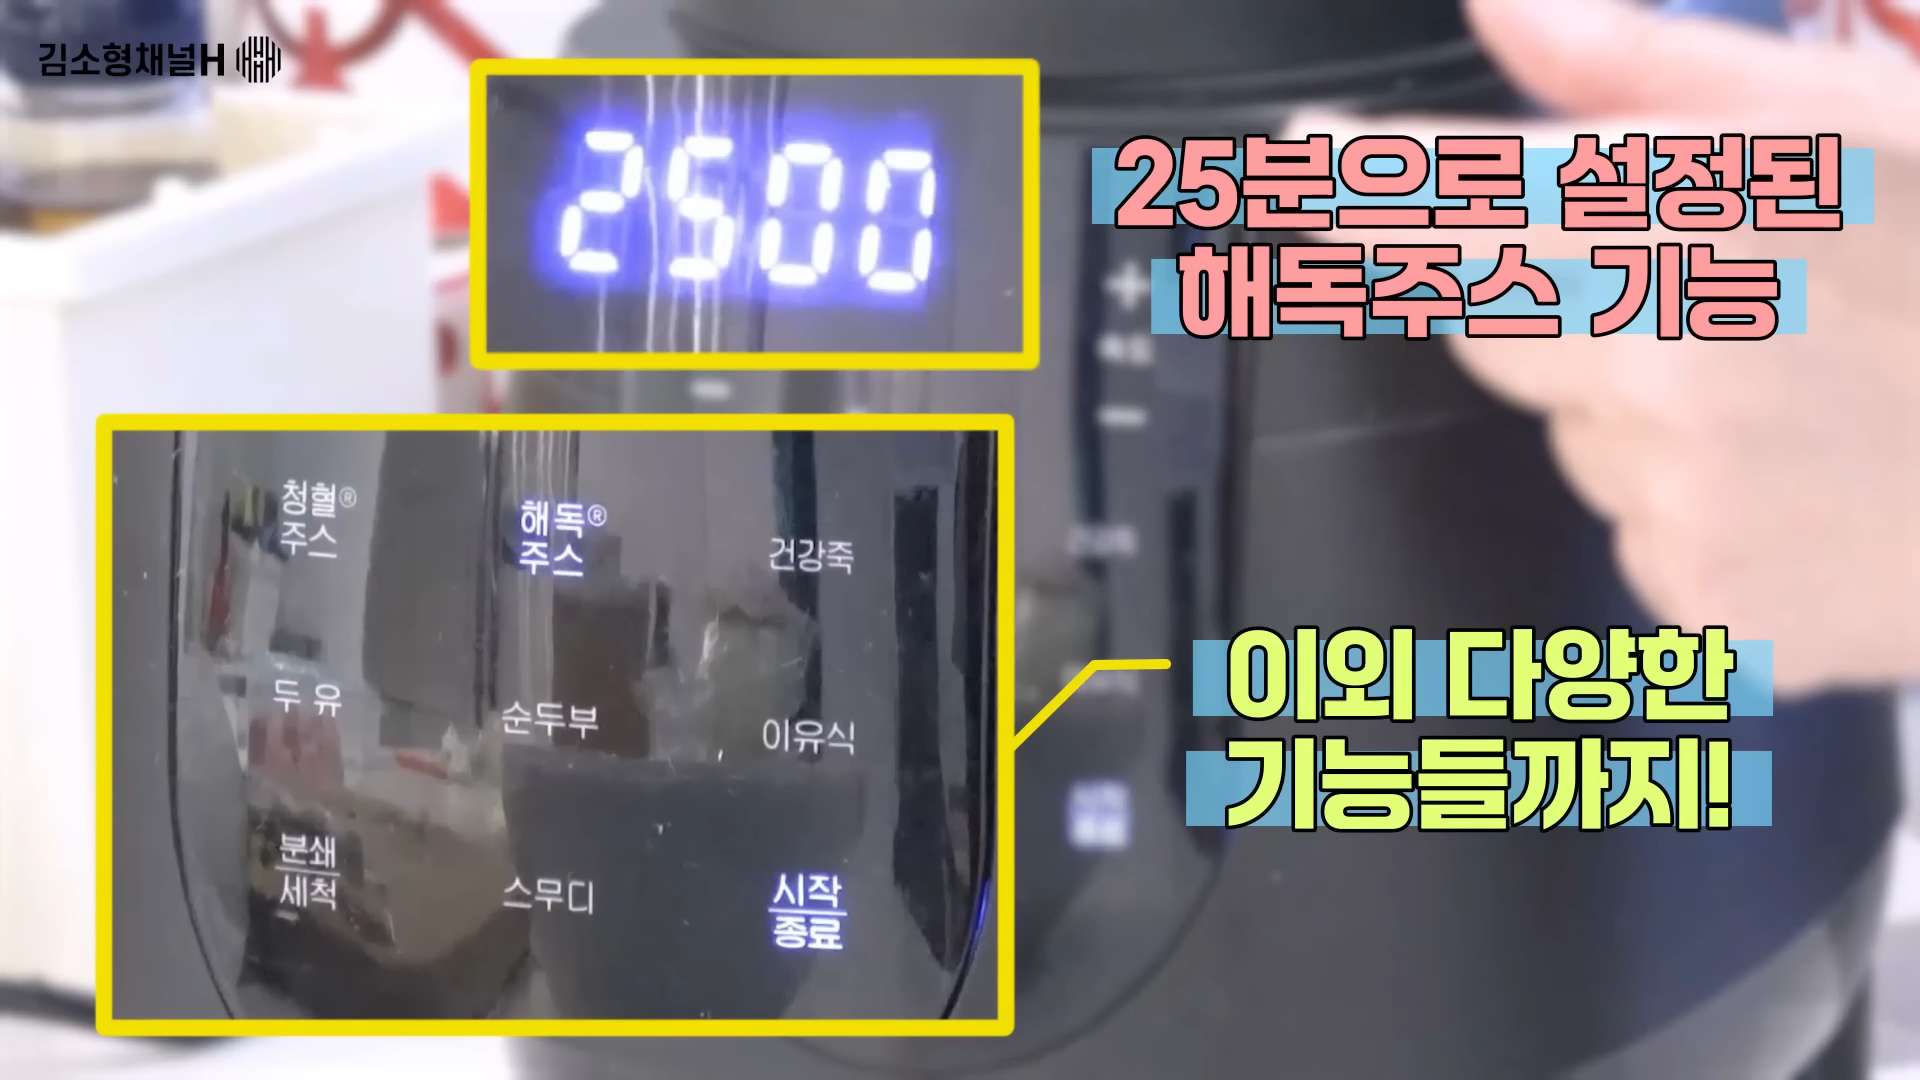 김소형채널H
2500
25분으로 설정된
해독주스 기능
청혈®
주스
해독®
주스
건강죽
두유
순두부
이유식
분쇄
세척
스무디
시작
종료
이외 다양한
기능들까지!
+
속도